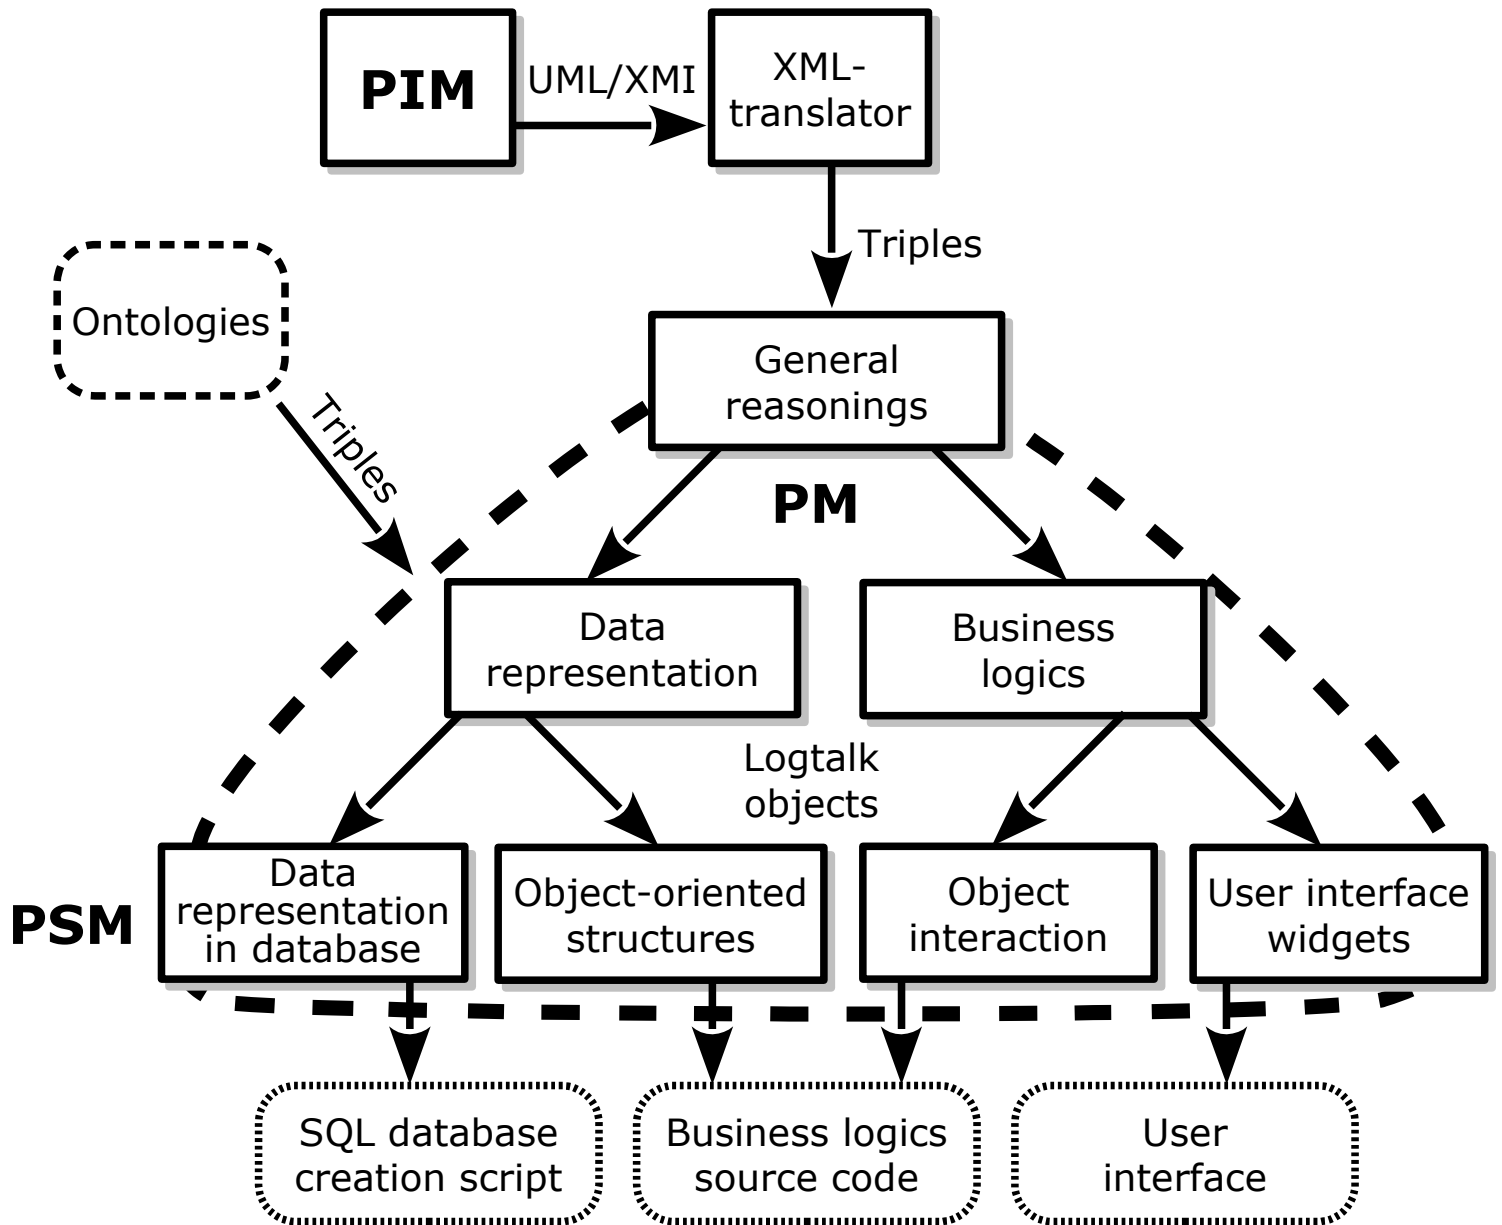 PIM
UML/XMI
XML-
translator
Triples
Ontologies
Triples
General
reasonings
PM
Data
representation
Business
logics
Logtalk
objects
PSM
Data
representation
in database
Object-oriented
structures
Object
interaction
User interface
widgets
SQL database
creation script
Business logics
source code
User
interface